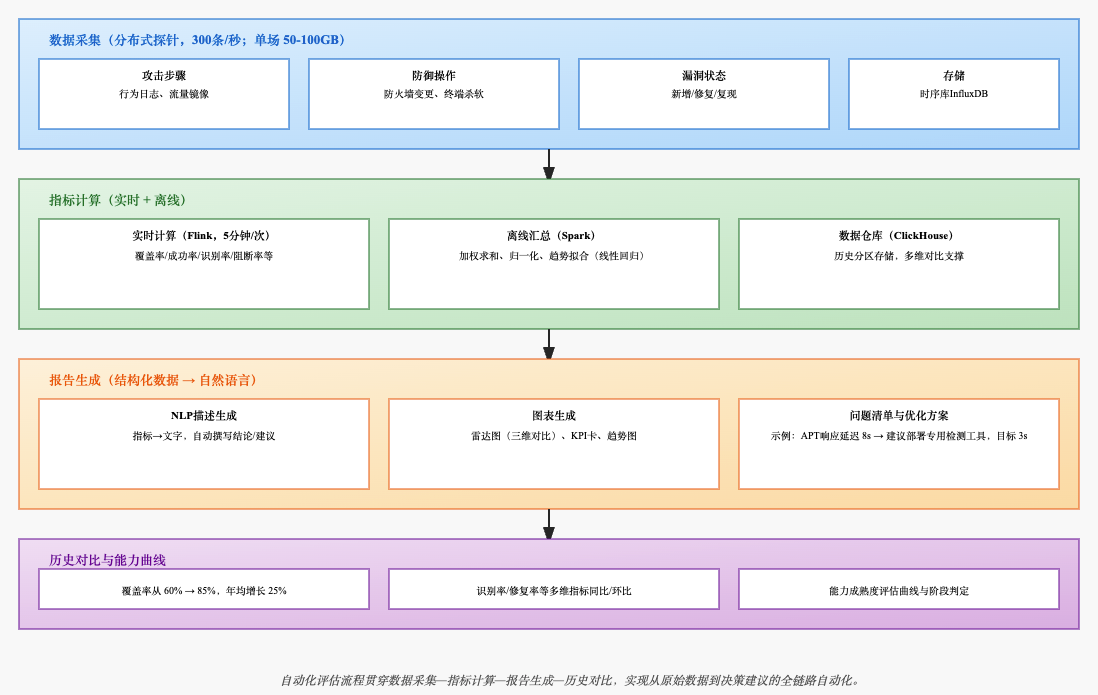 数据采集（分布式探针，300条/秒；单场 50-100GB）
攻击步骤
行为日志、流量镜像
防御操作
防火墙变更、终端杀软
漏洞状态
新增/修复/复现
存储
时序库InfluxDB
指标计算（实时 + 离线）
实时计算（Flink，5分钟/次）
覆盖率/成功率/识别率/阻断率等
离线汇总（Spark）
加权求和、归一化、趋势拟合（线性回归）
数据仓库（ClickHouse）
历史分区存储，多维对比支撑
报告生成（结构化数据 → 自然语言）
NLP描述生成
指标→文字，自动撰写结论/建议
图表生成
雷达图（三维对比）、KPI卡、趋势图
问题清单与优化方案
示例：APT响应延迟 8s → 建议部署专用检测工具，目标 3s
历史对比与能力曲线
覆盖率从 60% → 85%，年均增长 25%
识别率/修复率等多维指标同比/环比
能力成熟度评估曲线与阶段判定
自动化评估流程贯穿数据采集—指标计算—报告生成—历史对比，实现从原始数据到决策建议的全链路自动化。